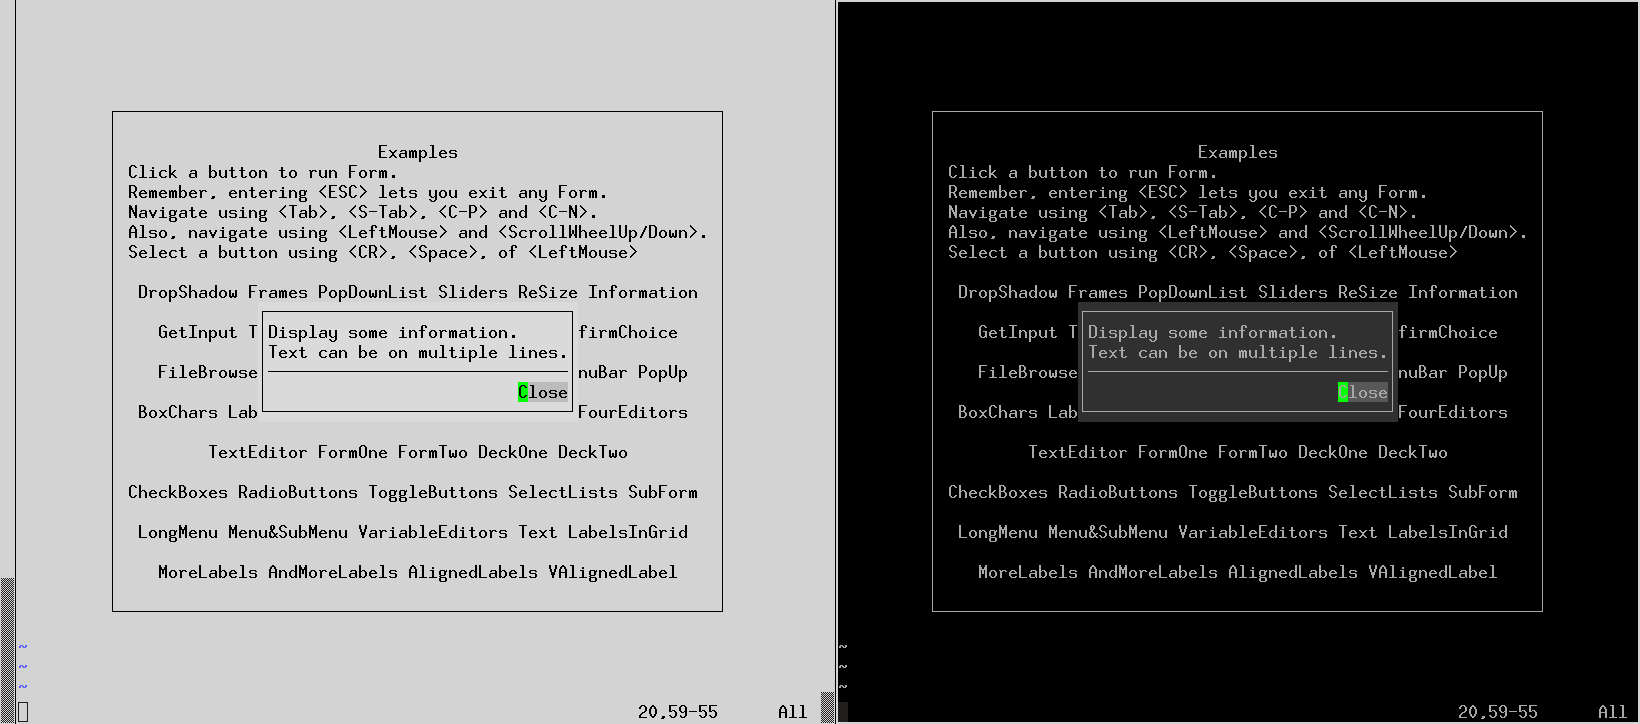 Examples
Click a button to run Form.
Remember, entering <ESC> lets you exit any Form.
Navigate using <Tab>, <S-Tab>, <C-P> and <C-N>.
Also, navigate using <LeftMouse> and <ScrollWheelUp/Down>.
Select a button using <CR>, <Space>, of <LeftMouse>
DropShadow Frames PopDownList Sliders ReSize Information
GetInput T firmChoice
Display some information.
Text can be on multiple lines.
FileBrowse nuBar PopUp
Close
BoxChars Lab FourEditors
TextEditor FormOne FormTwo DeckOne DeckTwo
CheckBoxes RadioButtons ToggleButtons SelectLists SubForm
LongMenu Menu&SubMenu VariableEditors Text LabelsInGrid
MoreLabels AndMoreLabels AlignedLabels VAlignedLabel
~
~
~
20,59-55 All
Examples
Click a button to run Form.
Remember, entering <ESC> lets you exit any Form.
Navigate using <Tab>, <S-Tab>, <C-P> and <C-N>.
Also, navigate using <LeftMouse> and <ScrollWheelUp/Down>.
Select a button using <CR>, <Space>, of <LeftMouse>
DropShadow Frames PopDownList Sliders ReSize Information
GetInput T firmChoice
Display some information.
Text can be on multiple lines.
FileBrowse nuBar PopUp
Close
BoxChars Lab FourEditors
TextEditor FormOne FormTwo DeckOne DeckTwo
CheckBoxes RadioButtons ToggleButtons SelectLists SubForm
LongMenu Menu&SubMenu VariableEditors Text LabelsInGrid
MoreLabels AndMoreLabels AlignedLabels VAlignedLabel
~
~
~
20,59-55 All